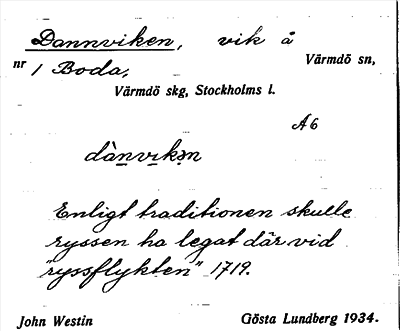 Dannviken, vik å
Värmdö sn,
nr 1 Boda,
Värmdö skg, Stockholms l.
A6
dànvikən
Enligt traditionen skulle
ryssen ha legat där vid
"ryssflykten" 1719.
John Westin Gösta Lundberg 1934.